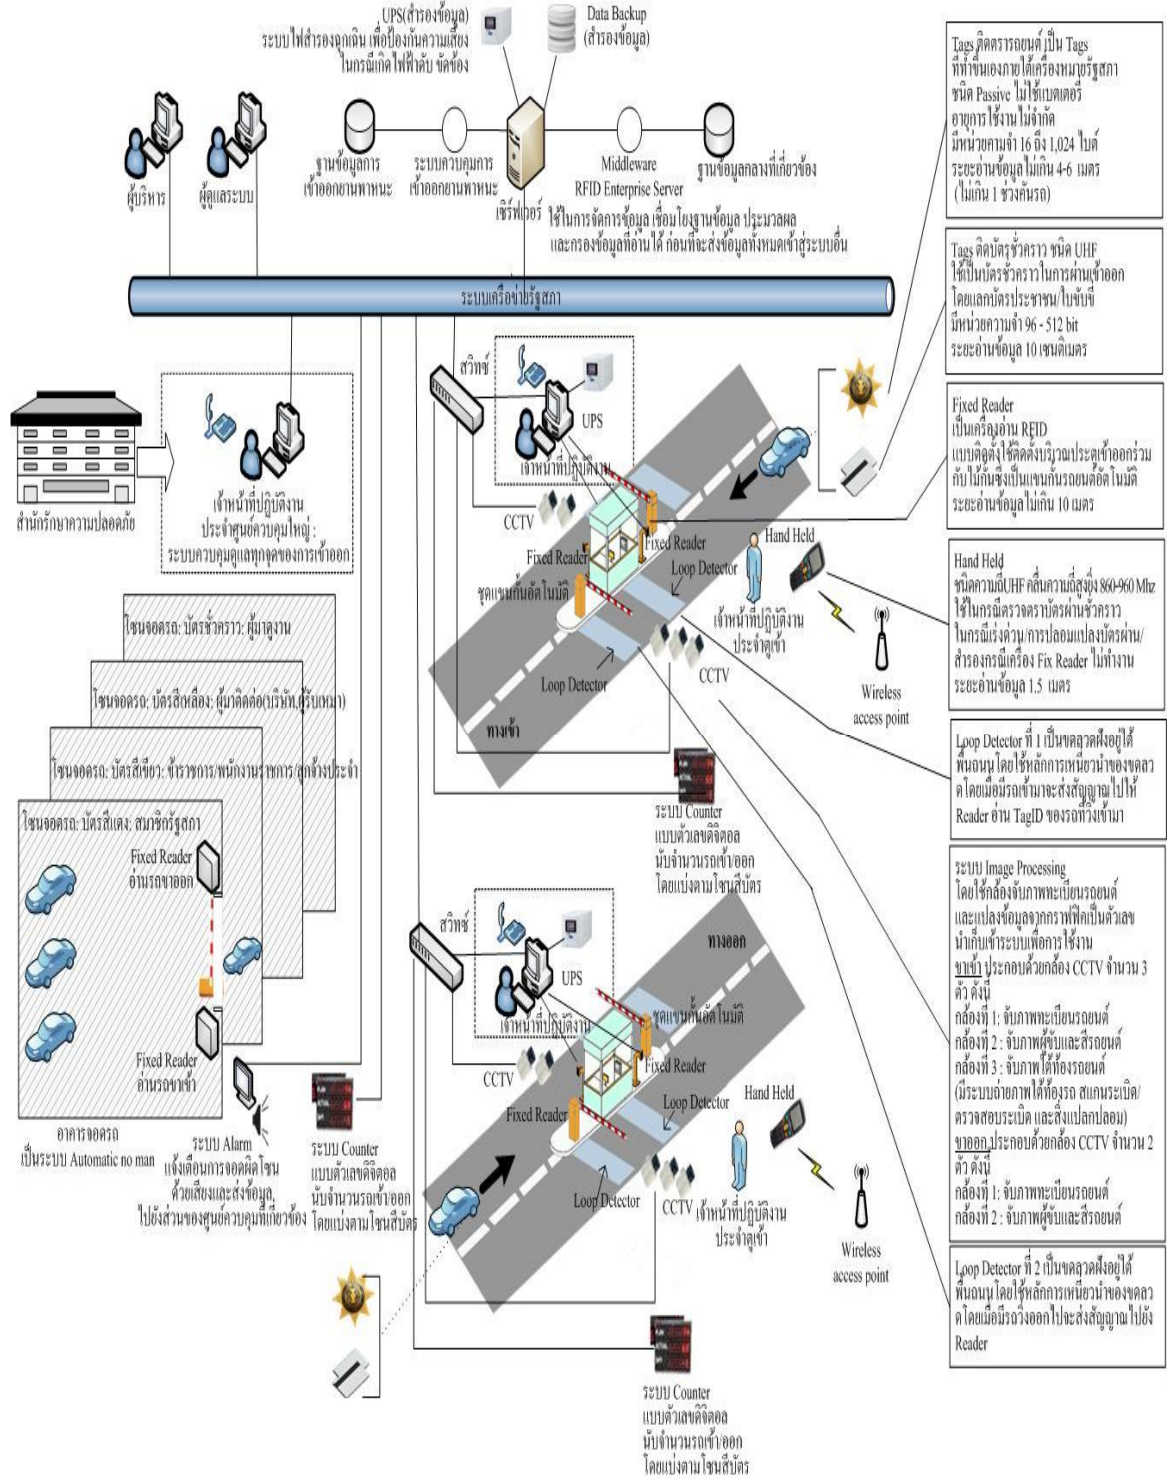 UPS(สำรองข้อมูล)
ระบบไฟสำรองฉุกเฉิน เพื่อป้องกันความเสี่ยง
ในกรณีเกิดไฟฟ้าดับ ขัดข้อง
Data Backup
(สำรองข้อมูล)
ผู้บริหาร
ผู้ดูแลระบบ
ฐานข้อมูลการ
เข้าออกยานพาหนะ
ระบบควบคุมการ
เข้าออกยานพาหนะ
เซิร์ฟเวอร์
Middleware
RFID Enterprise Server
ฐานข้อมูลกลางที่เกี่ยวข้อง
ใช้ในการจัดการข้อมูล เชื่อมโยงฐานข้อมูล ประมวลผล
และกรองข้อมูลที่อ่านได้ ก่อนที่จะส่งข้อมูลทั้งหมดเข้าสู่ระบบอื่น
ระบบเครือข่ายรัฐสภา
สำนักรักษาความปลอดภัย
เจ้าหน้าที่ปฏิบัติงาน
ประจำศูนย์ควบคุมใหญ่ :
ระบบควบคุมดูแลทุกจุดของการเข้าออก
สวิทช์
UPS
เจ้าหน้าที่ปฏิบัติงาน
CCTV
Fixed Reader
Fixed Reader
ชุดแขนกั้นอัตโนมัติ
Loop Detector
Loop Detector
CCTV
ทางเข้า
Hand Held
เจ้าหน้าที่ปฏิบัติงาน
ประจำตูเข้า
Wireless
access point
ระบบ Counter
แบบตัวเลขดิจิตอล
นับจำนวนรถเข้า/ออก
โดยแบ่งตามโซนสีบัตร
โซนจอดรถ: บัตรชั่วคราว: ผู้มาดูงาน
โซนจอดรถ: บัตรสีเหลือง: ผู้มาติดต่อ(บริษัท,ผู้รับเหมา)
โซนจอดรถ: บัตรสีเขียว: ข้าราชการ/พนักงานราชการ/ลูกจ้างประจำ
โซนจอดรถ: บัตรสีแดง: สมาชิกรัฐสภา
Fixed Reader
อ่านรถขาออก
Fixed Reader
อ่านรถขาเข้า
อาคารจอดรถ
เป็นระบบ Automatic no man
ระบบ Alarm
แจ้งเตือนการจอดผิดโซน
ด้วยเสียงและส่งข้อมูล
ไปยังส่วนของศูนย์ควบคุมที่เกี่ยวข้อง
ระบบ Counter
แบบตัวเลขดิจิตอล
นับจำนวนรถเข้า/ออก
โดยแบ่งตามโซนสีบัตร
สวิทช์
UPS
เจ้าหน้าที่ปฏิบัติงาน
CCTV
ทางออก
ชุดแขนกั้นอัตโนมัติ
Fixed Reader
Fixed Reader
Loop Detector
Loop Detector
CCTV
Hand Held
เจ้าหน้าที่ปฏิบัติงาน
ประจำตูเข้า
Wireless
access point
ระบบ Counter
แบบตัวเลขดิจิตอล
นับจำนวนรถเข้า/ออก
โดยแบ่งตามโซนสีบัตร
Tags ติดตรารถยนต์ เป็น Tags
ที่ทำขึ้นเองภายใต้เครื่องหมายรัฐสภา
ชนิด Passive ไม่ใช้แบตเตอรี่
อายุการใช้งานไม่จำกัด
มีหน่วยคามจำ 16 ถึง 1,024 ไบต์
ระยะอ่านข้อมูลไม่เกิน 4-6 เมตร
(ไม่เกิน 1 ช่วงคันรถ)
Tags ติดบัตรชั่วคราว ชนิด UHF
ใช้เป็นบัตรชั่วคราวในการผ่านเข้าออก
โดยแลกบัตรประชาชน/ใบขับขี่
มีหน่วยความจำ 96 - 512 bit
ระยะอ่านข้อมูล 10 เซนติเมตร
Fixed Reader
เป็นเครื่องอ่าน RFID
แบบติดตั้งใช้ติดตั้งบริเวณประตูเข้าออกร่วม
กับไม้กั้นซึ่งเป็นแขนกั้นรถยนต์อัตโนมัติ
ระยะอ่านข้อมูลไม่เกิน 10 เมตร
Hand Held
ชนิดความถี่UHF คลื่นความถี่สูงยิ่ง 860-960 Mhz
ใช้ในกรณีตรวจตราบัตรผ่านชั่วคราว
ในกรณีเร่งด่วน/การปลอมแปลงบัตรผ่าน/
สำรองกรณีเครื่อง Fix Reader ไม่ทำงาน
ระยะอ่านข้อมูล 1.5 เมตร
Loop Detector ที่ 1 เป็นขดลวดฝังอยู่ใต้
พื้นถนนโดยใช้หลักการเหนี่ยวนำของขดลว
ดโดยเมื่อมีรถเข้ามาจะส่งสัญญาณไปให้
Reader อ่าน TagID ของรถที่วิ่งเข้ามา
ระบบ Image Processing
โดยใช้กล้องจับภาพทะเบียนรถยนต์
และแปลงข้อมูลจากกราฟฟิคเป็นตัวเลข
นำเก็บเข้าระบบเพื่อการใช้งาน
ขาเข้า ประกอบด้วยกล้อง CCTV จำนวน 3
ตัว ดังนี้
กล้องที่ 1: จับภาพทะเบียนรถยนต์
กล้องที่ 2 : จับภาพผู้ขับและสีรถยนต์
กล้องที่ 3 : จับภาพใต้ท้องรถยนต์
(มีระบบถ่ายภาพใต้ท้องรถ สแกนระเบิด/
ตรวจสอบระเบิด และสิ่งแปลกปลอม)
ขาออก ประกอบด้วยกล้อง CCTV จำนวน 2
ตัว ดังนี้
กล้องที่ 1: จับภาพทะเบียนรถยนต์
กล้องที่ 2 : จับภาพผู้ขับและสีรถยนต์
Loop Detector ที่ 2 เป็นขดลวดฝังอยู่ใต้
พื้นถนนโดยใช้หลักการเหนี่ยวนำของขดลว
ดโดยเมื่อมีรถวิ่งออกไปจะส่งสัญญาณไปยัง
Reader